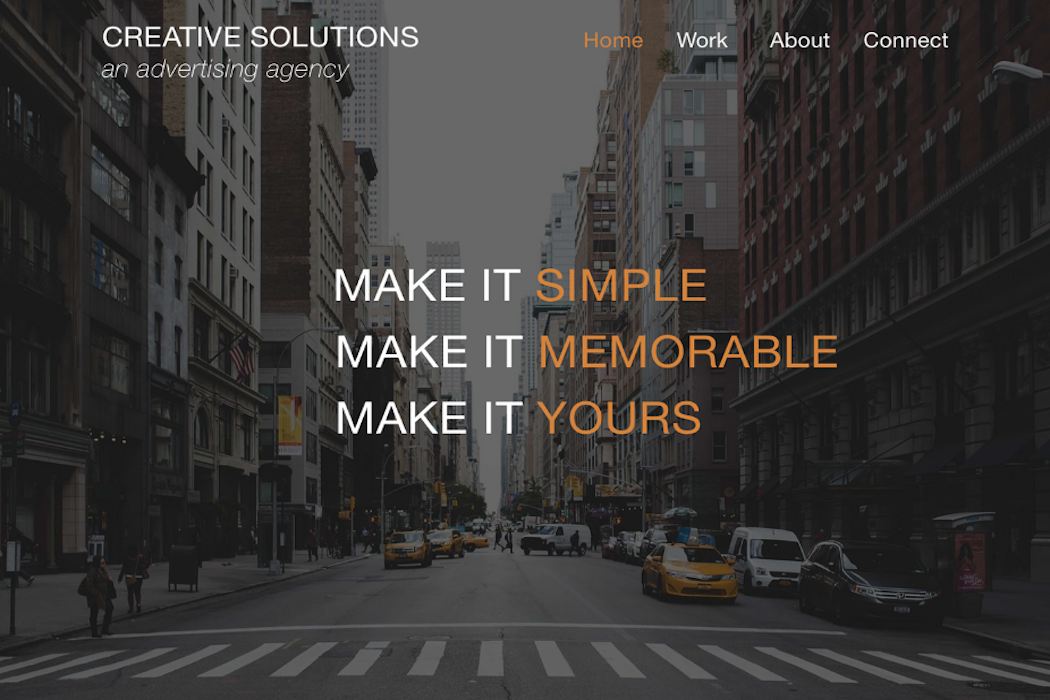 CREATIVE SOLUTIONS
an advertising agency
Home Work About Connect
MAKE IT SIMPLE
MAKE IT MEMORABLE
MAKE IT YOURS